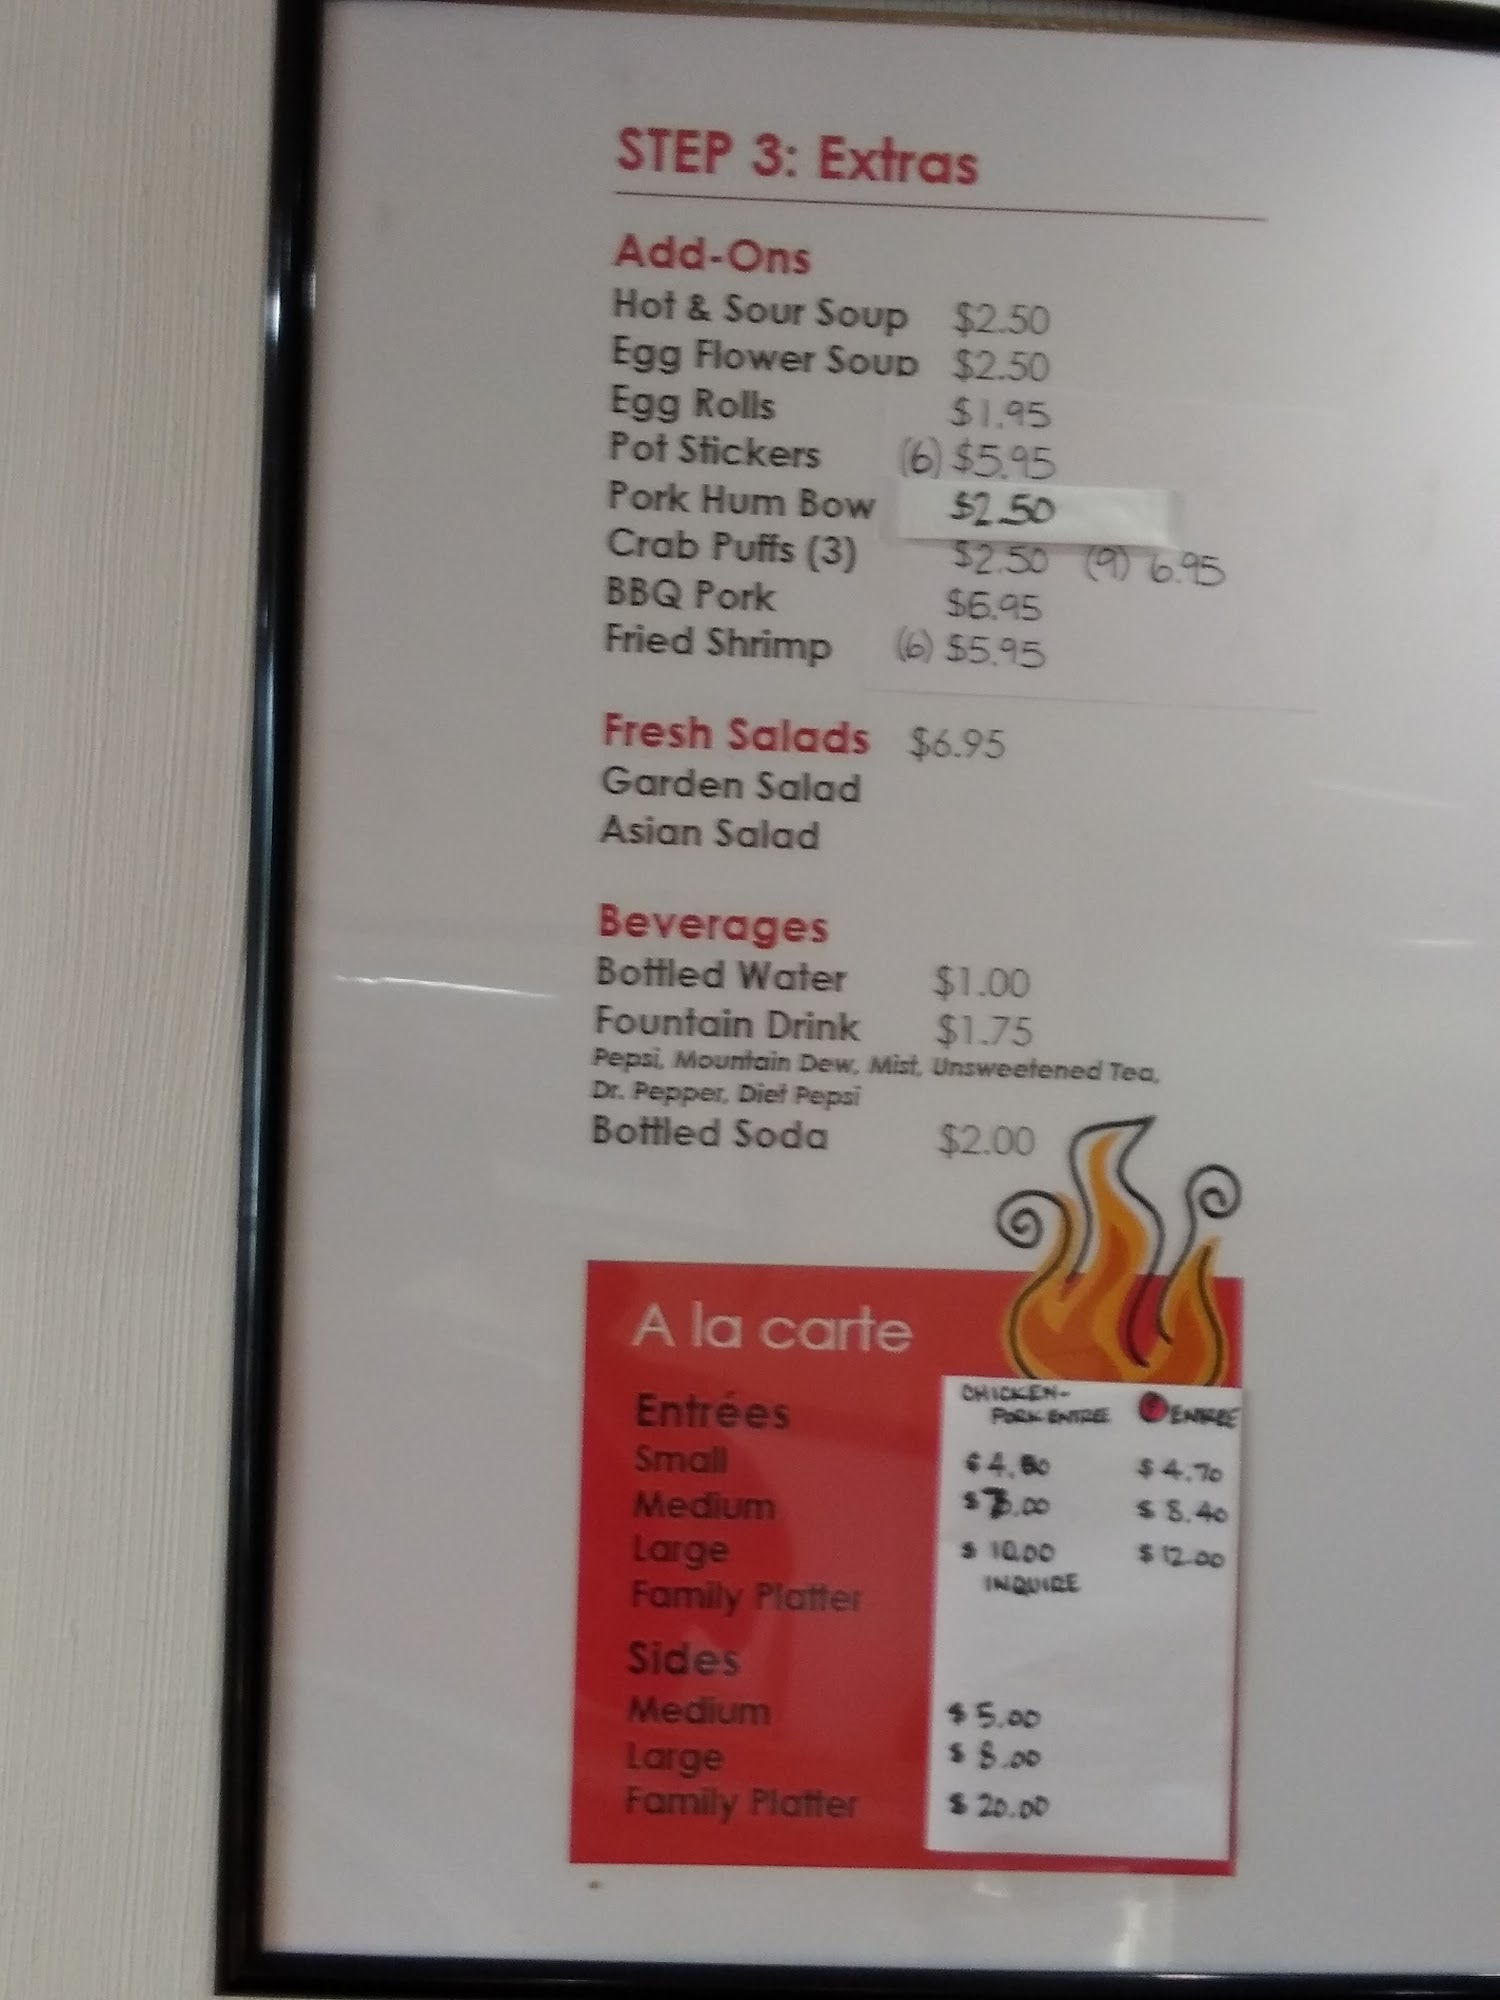 STEP 3: Extras
Add-Ons
Hot & Sour Soup $2.50
Egg Flower Soup $2.50
Egg Rolls $1.95
Pot Stickers (6) $5.95
Pork Hum Bow $2.50
Crab Puffs (3) $2.50 (9) 6.95
BBQ Pork $6.95
Fried Shrimp (6) $5.95
Fresh Salads $6.95
Garden Salad
Asian Salad
Beverages
Bottled Water $1.00
Fountain Drink $1.75
Pepsi, Mountain Dew, Mist, Unsweetened Tea,
Dr. Pepper, Diet Pepsi
Bottled Soda $2.00
A la carte
CHICKEN-
Entrées PORK ENTREE ENTREE
Small $4.70
Medium $8.40
Large $10.00 $12.00
Family Platter INQUIRE
Sides
Medium $5.00
Large $8.00
Family Platter $20.00